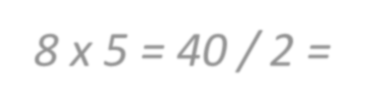 8 x 5 = 40 / 2 =